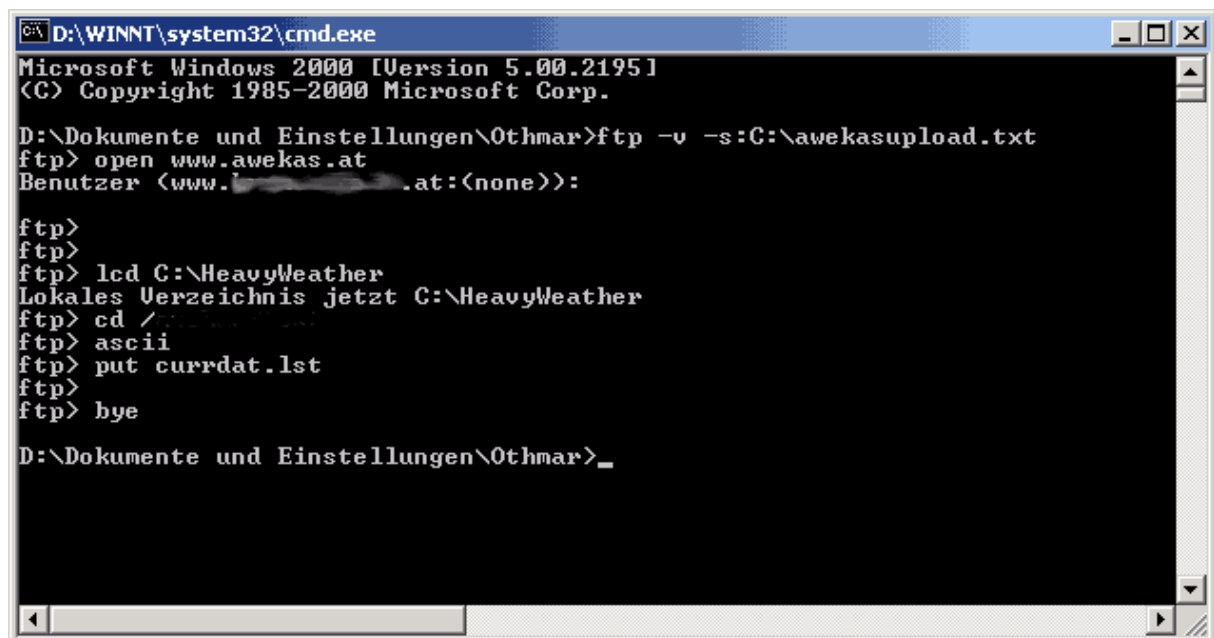 D:\WINNT\system32\cmd.exe
Microsoft Windows 2000 [Version 5.00.2195]
(C) Copyright 1985-2000 Microsoft Corp.
D:\Dokumente und Einstellungen\Othmar>ftp -v -s:C:\awekasupload.txt
ftp> open www.awekas.at
Benutzer (www. .at:(none)):
ftp>
ftp>
ftp> lcd C:\HeavyWeather
Lokales Verzeichnis jetzt C:\HeavyWeather
ftp> cd /
ftp> ascii
ftp> put currdat.lst
ftp>
ftp> bye
D:\Dokumente und Einstellungen\Othmar>_